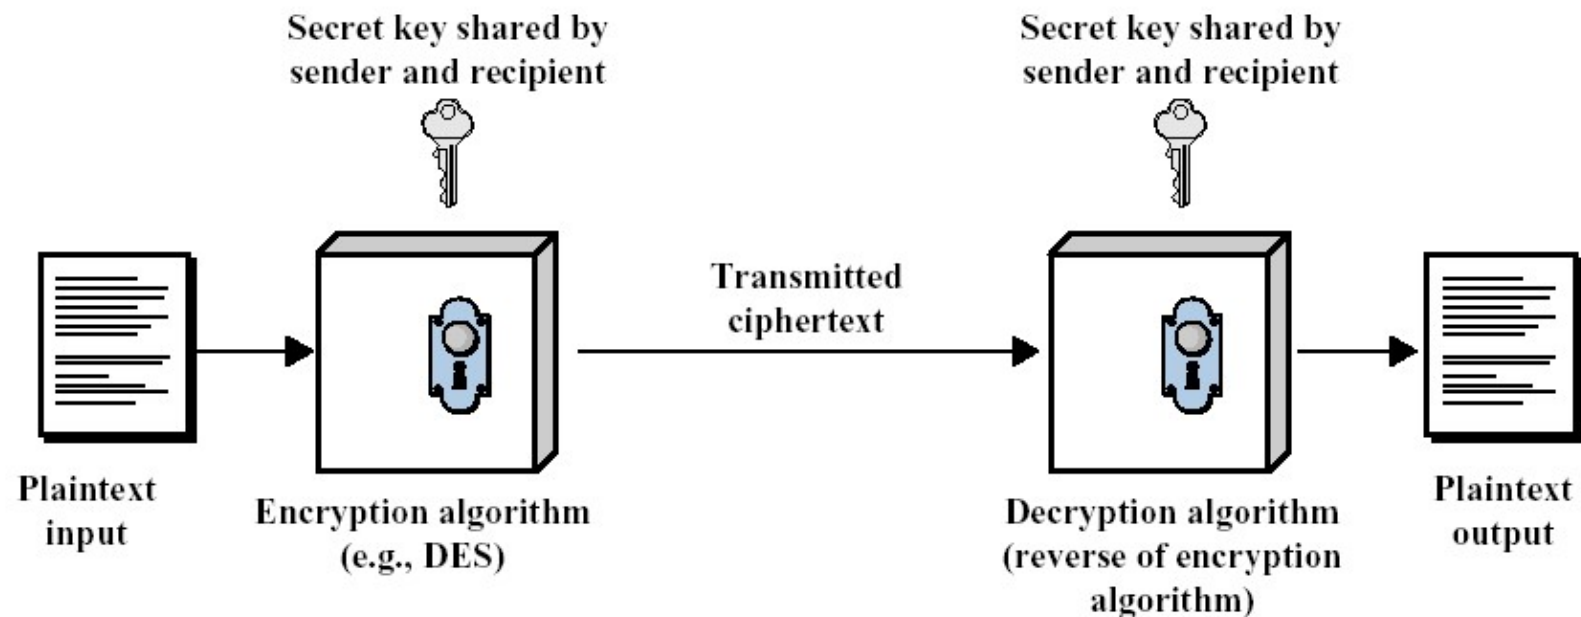 Secret key shared by
sender and recipient
Secret key shared by
sender and recipient
Transmitted
ciphertext
Plaintext
input
Encryption algorithm
(e.g., DES)
Decryption algorithm
(reverse of encryption
algorithm)
Plaintext
output